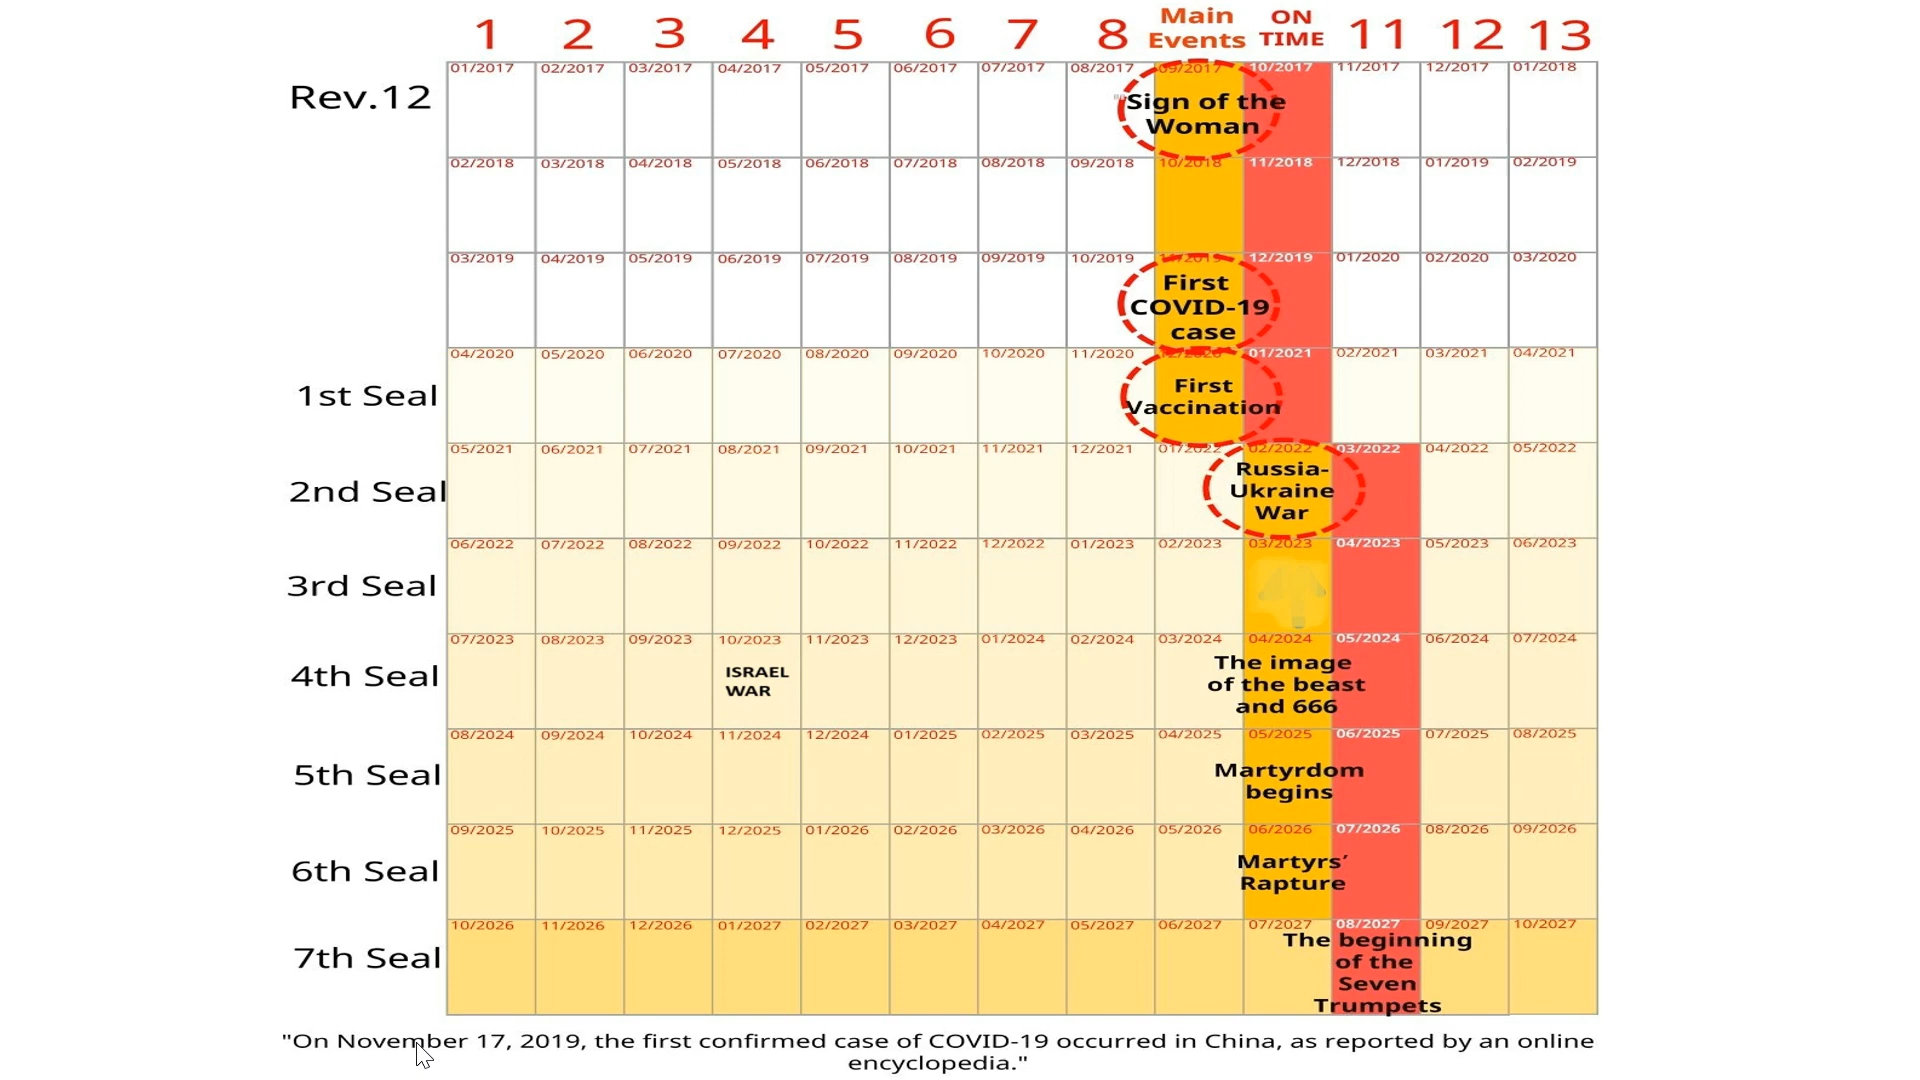 1 2 3 4 5 6 7 8 Main Events ON TIME 11 12 13
01/2017 02/2017 03/2017 04/2017 05/2017 06/2017 07/2017 08/2017 09/2017 10/2017 11/2017 12/2017 01/2018
Rev.12
Sign of the
Woman
02/2018 03/2018 04/2018 05/2018 06/2018 07/2018 08/2018 09/2018 10/2018 11/2018 12/2018 01/2019 02/2019
03/2019 04/2019 05/2019 06/2019 07/2019 08/2019 09/2019 10/2019 11/2019 12/2019 01/2020 02/2020 03/2020
First
COVID-19
case
04/2020 05/2020 06/2020 07/2020 08/2020 09/2020 10/2020 11/2020 12/2020 01/2021 02/2021 03/2021 04/2021
1st Seal
First
Vaccination
05/2021 06/2021 07/2021 08/2021 09/2021 10/2021 11/2021 12/2021 01/2022 02/2022 03/2022 04/2022 05/2022
2nd Seal
Russia-
Ukraine
War
06/2022 07/2022 08/2022 09/2022 10/2022 11/2022 12/2022 01/2023 02/2023 03/2023 04/2023 05/2023 06/2023
3rd Seal
07/2023 08/2023 09/2023 10/2023 11/2023 12/2023 01/2024 02/2024 03/2024 04/2024 05/2024 06/2024 07/2024
4th Seal
ISRAEL
WAR
The image
of the beast
and 666
08/2024 09/2024 10/2024 11/2024 12/2024 01/2025 02/2025 03/2025 04/2025 05/2025 06/2025 07/2025 08/2025
5th Seal
Martyrdom
begins
09/2025 10/2025 11/2025 12/2025 01/2026 02/2026 03/2026 04/2026 05/2026 06/2026 07/2026 08/2026 09/2026
6th Seal
Martyrs’
Rapture
10/2026 11/2026 12/2026 01/2027 02/2027 03/2027 04/2027 05/2027 06/2027 07/2027 08/2027 09/2027 10/2027
7th Seal
The beginning
of the
Seven
Trumpets
"On November 17, 2019, the first confirmed case of COVID-19 occurred in China, as reported by an online
encyclopedia."